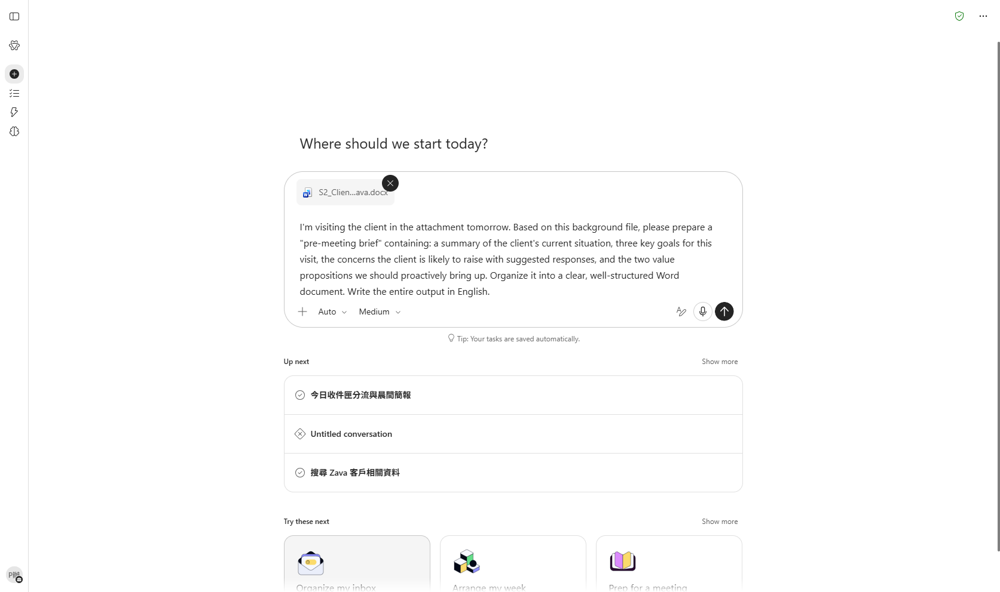 Where should we start today?
S2_Clien...ava.docx
I'm visiting the client in the attachment tomorrow. Based on this background file, please prepare a
"pre-meeting brief" containing: a summary of the client's current situation, three key goals for this
visit, the concerns the client is likely to raise with suggested responses, and the two value
propositions we should proactively bring up. Organize it into a clear, well-structured Word
document. Write the entire output in English.
Auto
Medium
Tip: Your tasks are saved automatically.
Up next
Show more
今日收件匣分流與晨間簡報
Untitled conversation
搜尋 Zava 客戶相關資料
Try these next
Show more
Organize my inbox
Arrange my week
Prep for a meeting